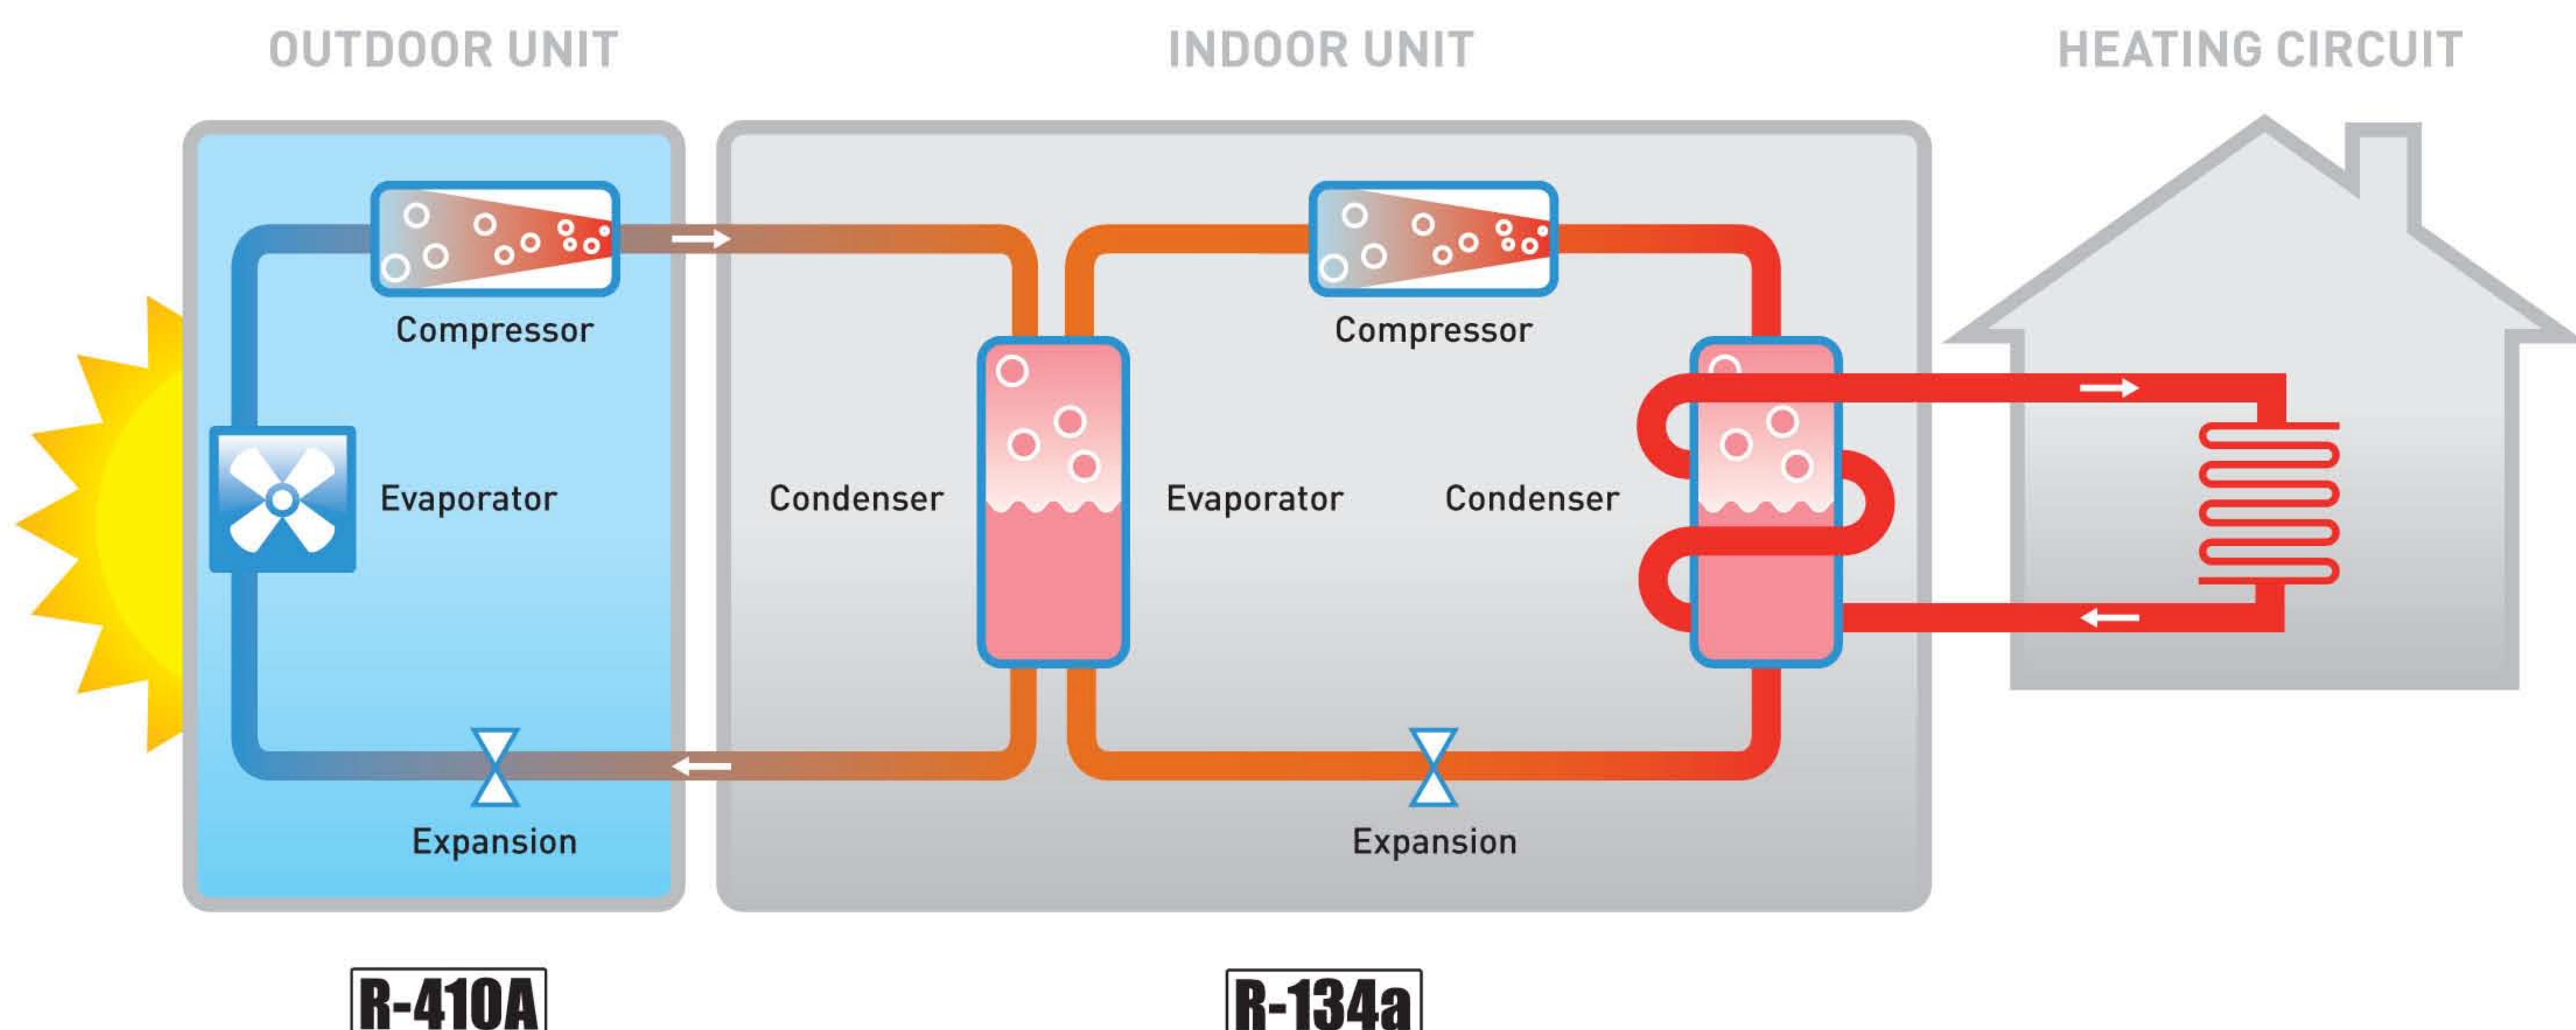 OUTDOOR UNIT
INDOOR UNIT
HEATING CIRCUIT
Compressor
Compressor
Evaporator
Condenser
Evaporator
Condenser
Expansion
Expansion
R-410A
R-134a